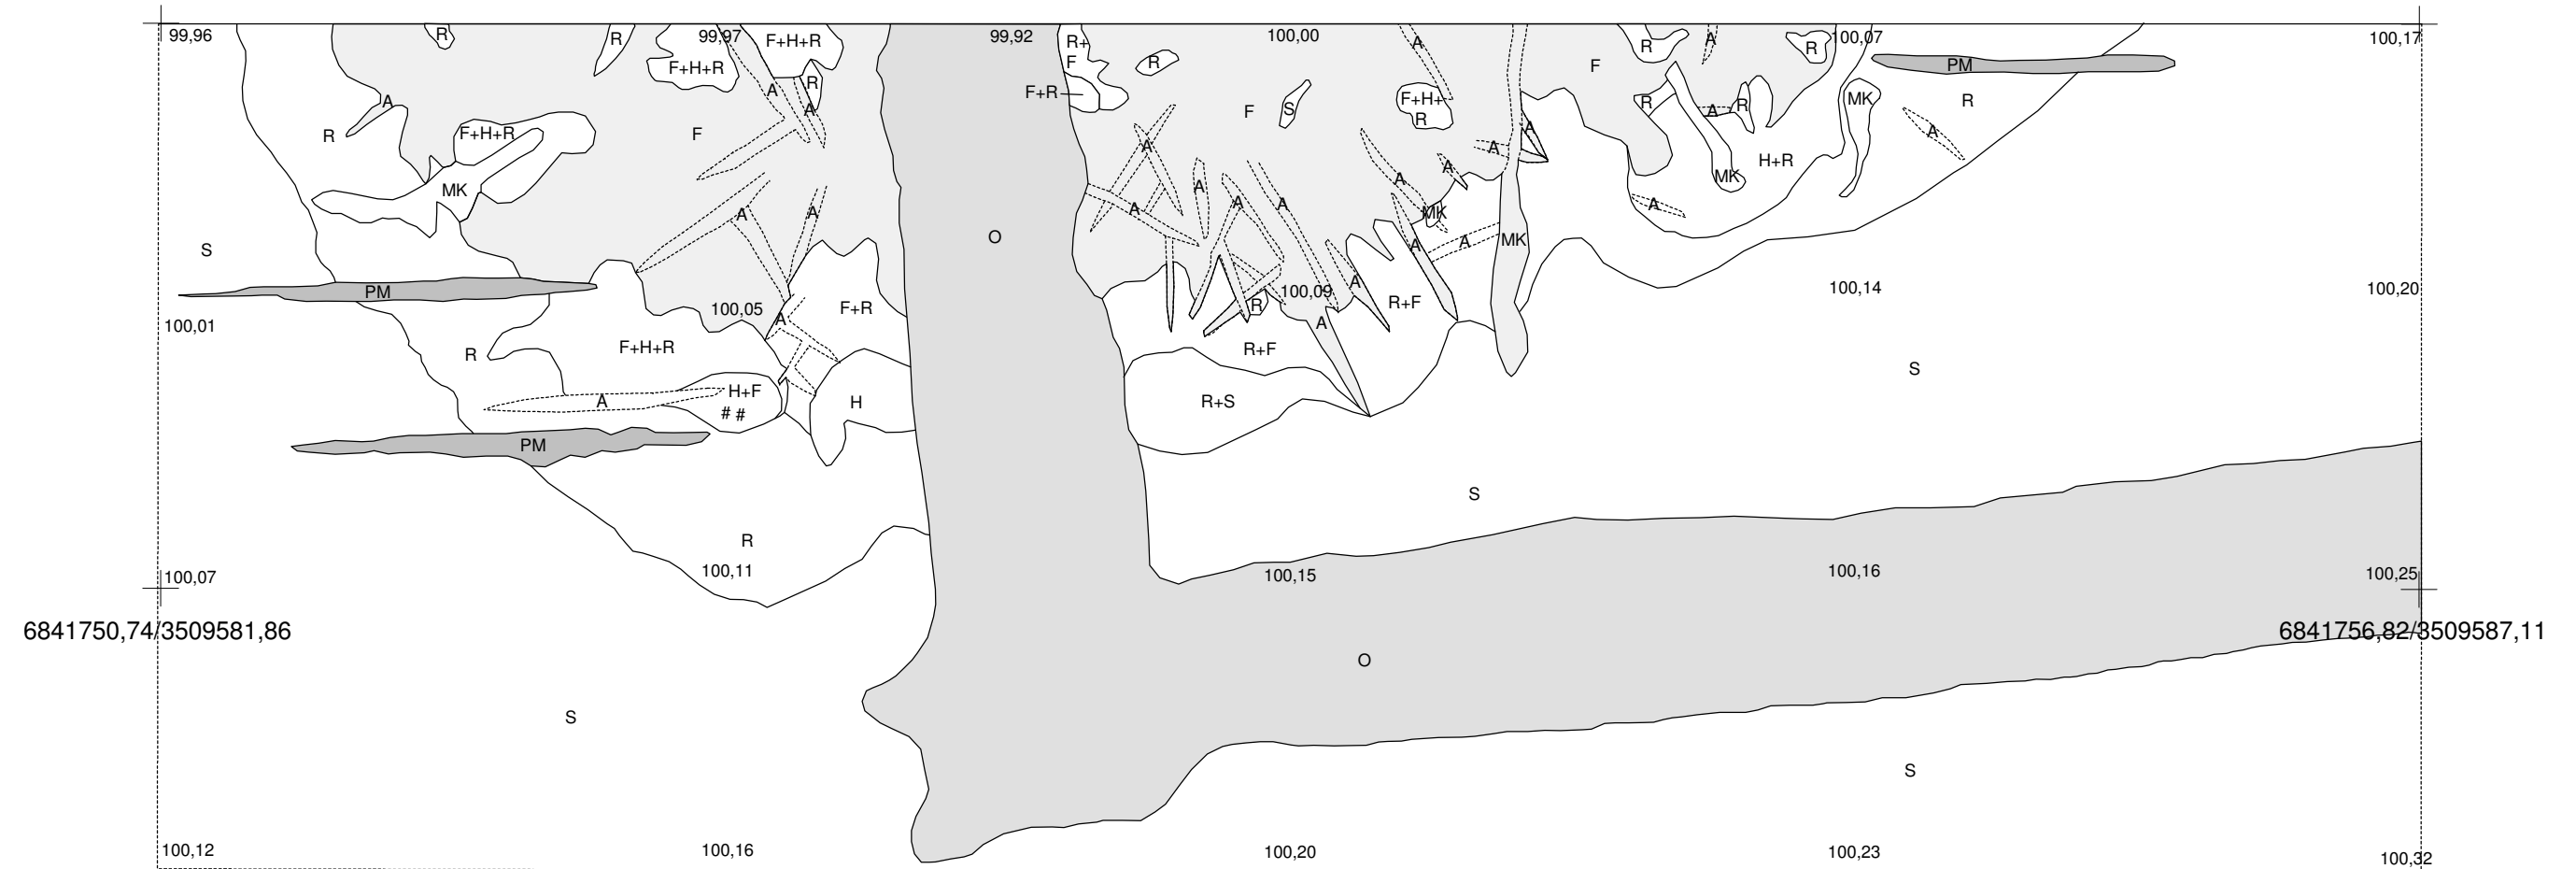 99,96 R R 99,97 F+H+R 99,92 R+ 100,00 A R A R 100,07 100,17
F+H+R F R F PM
A R F+R F+H+ R MK R
A A F S R A R A
R F+H+R F A A A
A A H+R
MK A A A MK
A A A A A MK A
S O A A MK
PM 100,09 A 100,14 100,20
100,01 100,05 F+R R R+F
A A
R F+H+R R+F
H+F S
A # # H R+S
PM
S
R
100,07 100,11 100,15 100,16 100,25
6841750,74/3509581,86 6841756,82/3509587,11
O
S
S
100,12 100,16 100,20 100,23 100,32